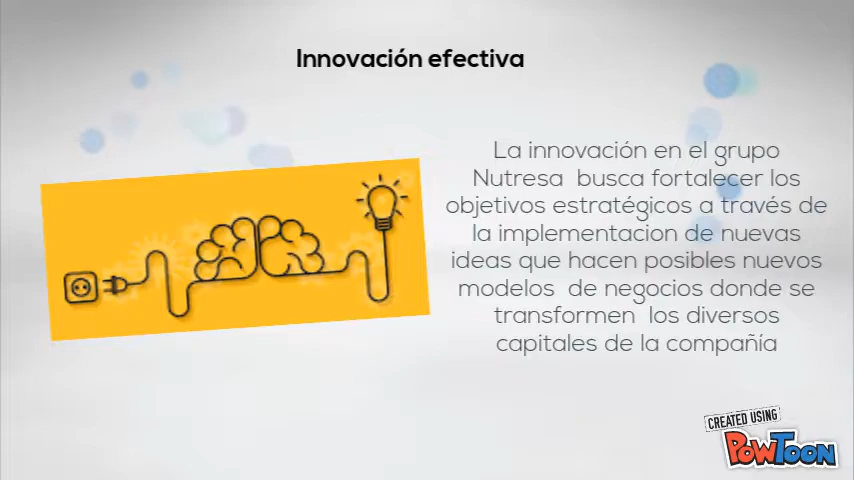 Innovación efectiva
La innovación en el grupo
Nutresa busca fortalecer los
objetivos estratégicos a través de
la implementacion de nuevas
ideas que hacen posibles nuevos
modelos de negocios donde se
transformen los diversos
capitales de la compañía
CREATED USING
POWTOON